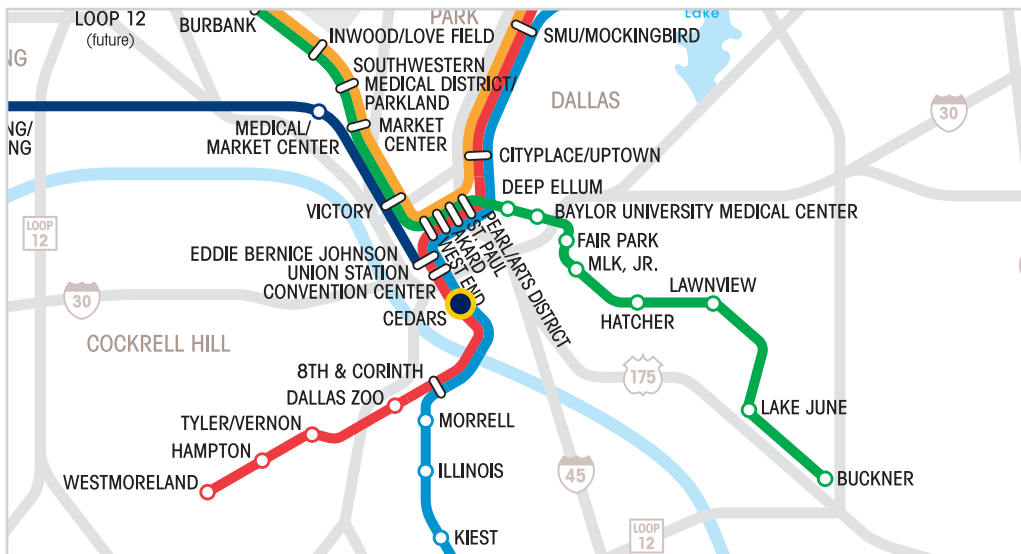 LOOP 12
(future)
BURBANK
PARK
Lake
INWOOD/LOVE FIELD
SMU/MOCKINGBIRD
NG
SOUTHWESTERN
MEDICAL DISTRICT/
PARKLAND
DALLAS
30
MARKET
CENTER
MEDICAL/
MARKET CENTER
NG/
NG
CITYPLACE/UPTOWN
DEEP ELLUM
VICTORY
BAYLOR UNIVERSITY MEDICAL CENTER
LOOP
12
PEARL/ARTS DISTRICT
ST. PAUL
AKARD
WEST END
FAIR PARK
EDDIE BERNICE JOHNSON
UNION STATION
MLK, JR.
CONVENTION CENTER
LAWNVIEW
30
CEDARS
HATCHER
COCKRELL HILL
8TH & CORINTH
175
DALLAS ZOO
LAKE JUNE
TYLER/VERNON
MORRELL
HAMPTON
ILLINOIS
45
WESTMORELAND
BUCKNER
KIEST
LOOP
12